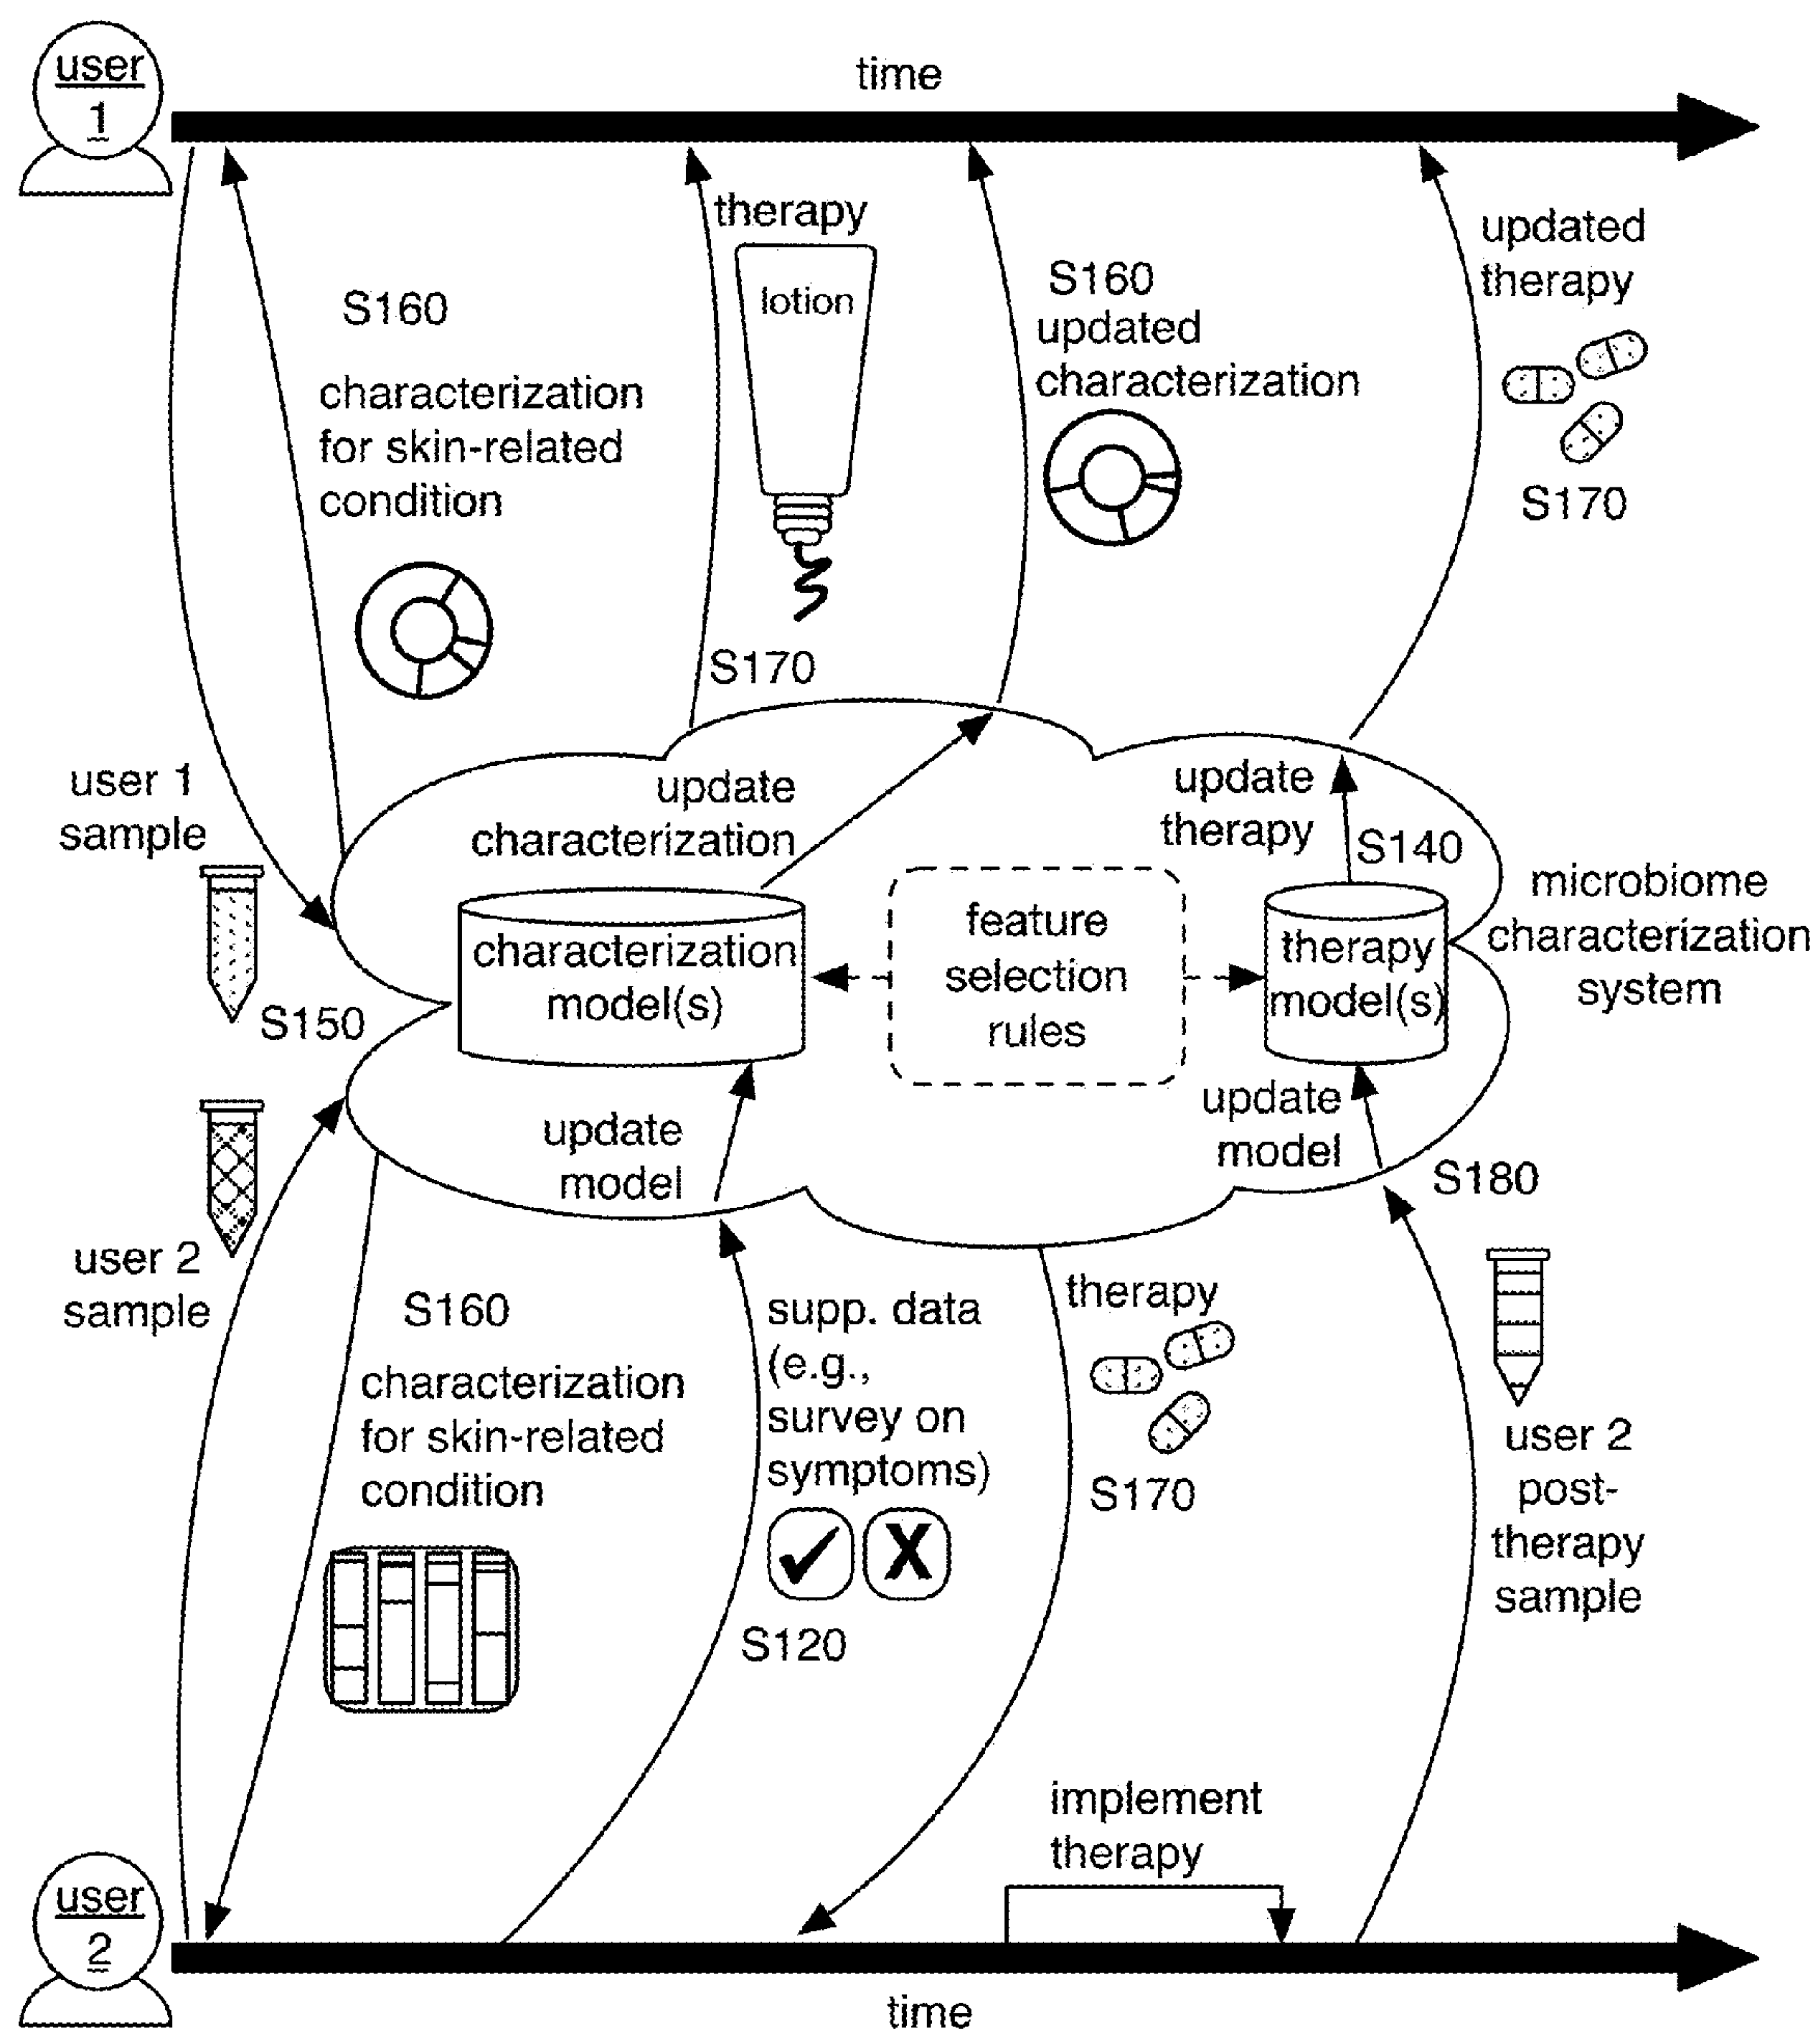 user
1
time
therapy
lotion
S160
characterization
for skin-related
condition
S170
S160
updated
characterization
updated
therapy
S170
user 1
sample
S150
update
characterization
characterization
model(s)
feature
selection
rules
update
therapy
S140
therapy
model(s)
microbiome
characterization
system
update
model
update
model
S180
user 2
sample
S160
characterization
for skin-related
condition
supp. data
(e.g.,
survey on
symptoms)
X
S120
therapy
S170
user 2
post-
therapy
sample
implement
therapy
user
2
time